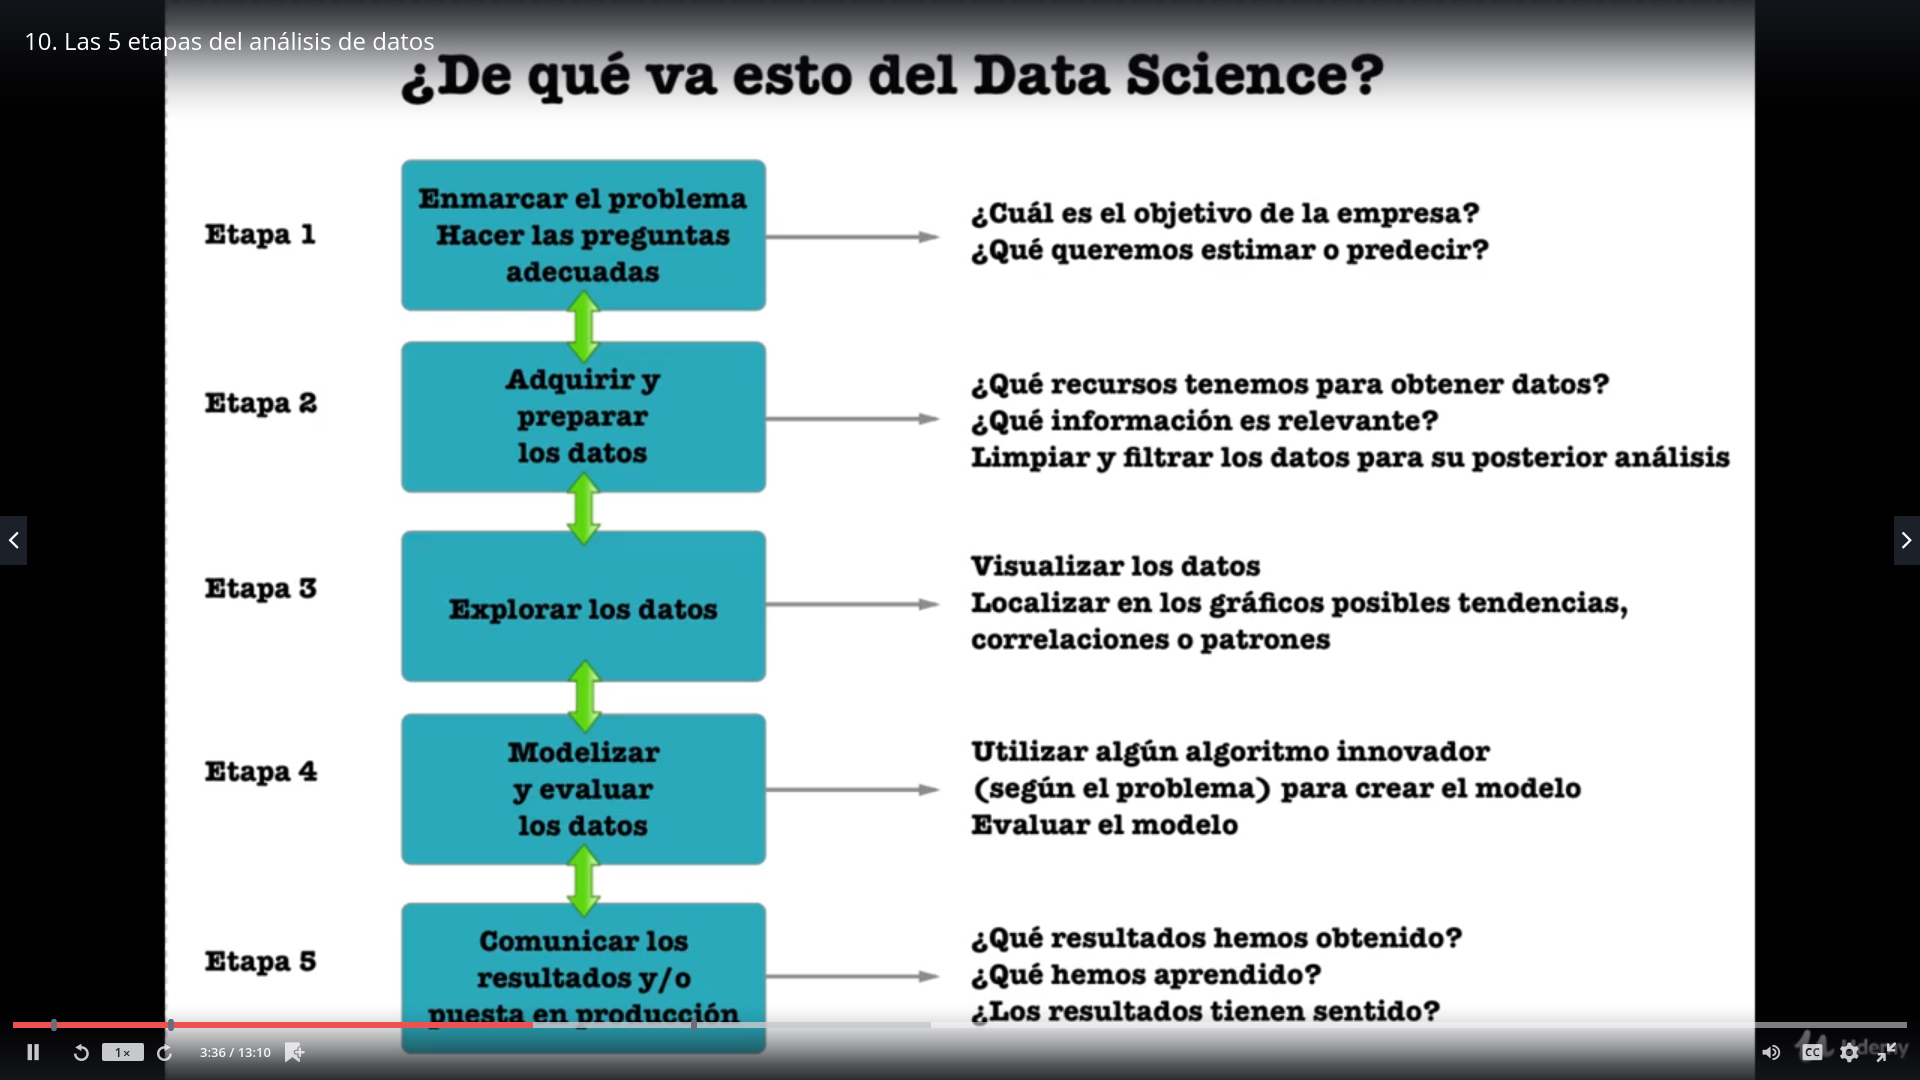 10. Las 5 etapas del análisis de datos
¿De qué va esto del Data Science?
Etapa 1
Enmarcar el problema
Hacer las preguntas
adecuadas
¿Cuál es el objetivo de la empresa?
¿Qué queremos estimar o predecir?
Etapa 2
Adquirir y
preparar
los datos
¿Qué recursos tenemos para obtener datos?
¿Qué información es relevante?
Limpiar y filtrar los datos para su posterior análisis
Etapa 3
Explorar los datos
Visualizar los datos
Localizar en los gráficos posibles tendencias,
correlaciones o patrones
Etapa 4
Modelizar
y evaluar
los datos
Utilizar algún algoritmo innovador
(según el problema) para crear el modelo
Evaluar el modelo
Etapa 5
Comunicar los
resultados y/o
puesta en producción
¿Qué resultados hemos obtenido?
¿Qué hemos aprendido?
¿Los resultados tienen sentido?
1×
3:36 / 13:10
CC
Udemy